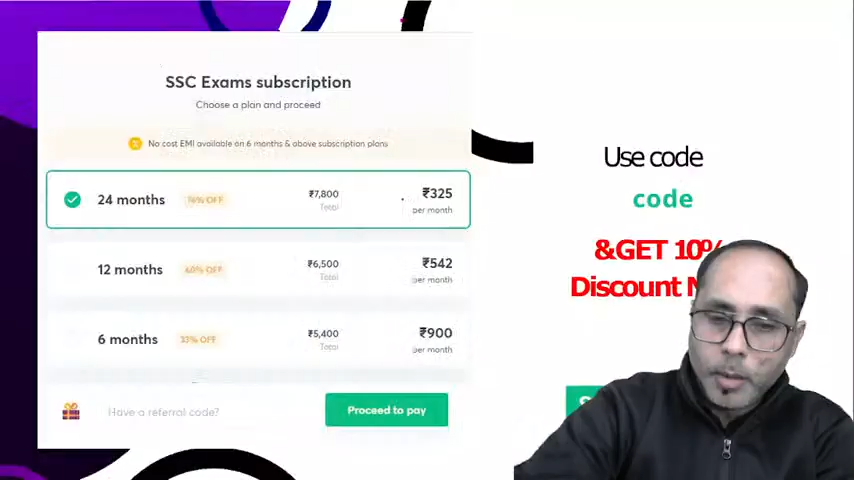 SSC Exams subscription
Choose a plan and proceed
No cost EMI available on 6 months & above subscription plans
24 months 76% OFF ₹7,800 Total ₹325 per month
12 months 60% OFF ₹6,500 Total ₹542 per month
6 months 33% OFF ₹5,400 Total ₹900 per month
Have a referral code?
Proceed to pay
Use code
code
&GET 10%
Discount